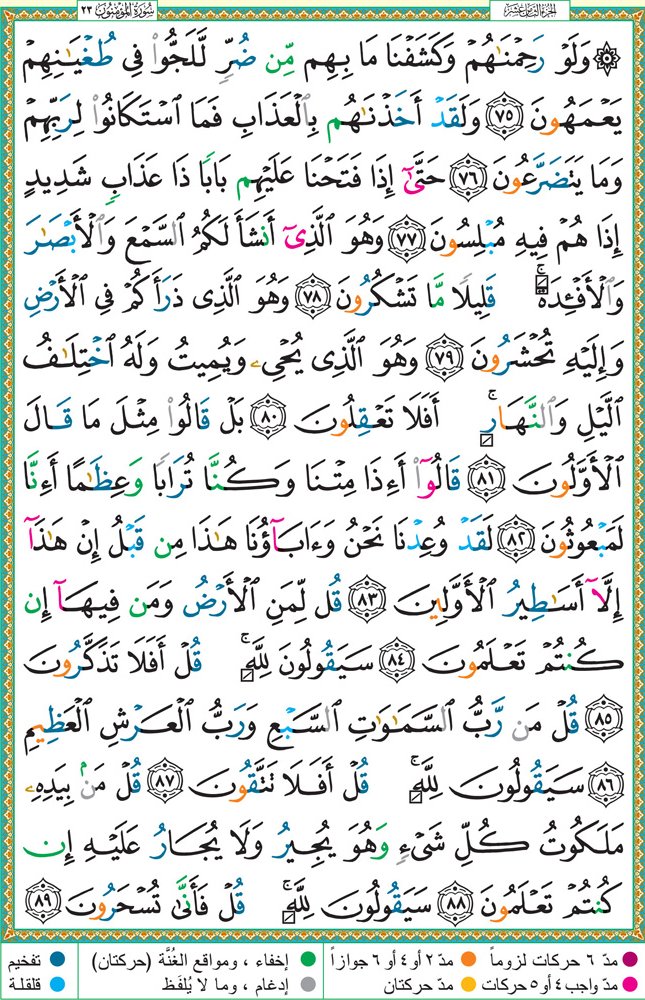 سُورَةُ المُؤْمِنُون ٢٣
الجزء الثامن عشر
۞ وَلَوْ رَحِمْنَٰهُمْ وَكَشَفْنَا مَا بِهِم مِّن ضُرٍّ لَّلَجُّوا۟ فِى طُغْيَٰنِهِمْ
يَعْمَهُونَ ٧٥ وَلَقَدْ أَخَذْنَٰهُم بِٱلْعَذَابِ فَمَا ٱسْتَكَانُوا۟ لِرَبِّهِمْ
وَمَا يَتَضَرَّعُونَ ٧٦ حَتَّىٰٓ إِذَا فَتَحْنَا عَلَيْهِم بَابًا ذَا عَذَابٍ شَدِيدٍ
إِذَا هُمْ فِيهِ مُبْلِسُونَ ٧٧ وَهُوَ ٱلَّذِىٓ أَنشَأَ لَكُمُ ٱلسَّمْعَ وَٱلْأَبْصَٰرَ
وَٱلْأَفْـِٔدَةَ ۚ قَلِيلًا مَّا تَشْكُرُونَ ٧٨ وَهُوَ ٱلَّذِى ذَرَأَكُمْ فِى ٱلْأَرْضِ
وَإِلَيْهِ تُحْشَرُونَ ٧٩ وَهُوَ ٱلَّذِى يُحْىِۦ وَيُمِيتُ وَلَهُ ٱخْتِلَٰفُ
ٱلَّيْلِ وَٱلنَّهَارِ ۚ أَفَلَا تَعْقِلُونَ ٨٠ بَلْ قَالُوا۟ مِثْلَ مَا قَالَ
ٱلْأَوَّلُونَ ٨١ قَالُوٓا۟ أَءِذَا مِتْنَا وَكُنَّا تُرَابًا وَعِظَٰمًا أَءِنَّا
لَمَبْعُوثُونَ ٨٢ لَقَدْ وُعِدْنَا نَحْنُ وَءَابَآؤُنَا هَٰذَا مِن قَبْلُ إِنْ هَٰذَآ
إِلَّآ أَسَٰطِيرُ ٱلْأَوَّلِينَ ٨٣ قُل لِّمَنِ ٱلْأَرْضُ وَمَن فِيهَآ إِن
كُنتُمْ تَعْلَمُونَ ٨٤ سَيَقُولُونَ لِلَّهِ ۚ قُلْ أَفَلَا تَذَكَّرُونَ
٨٥ قُلْ مَن رَّبُّ ٱلسَّمَٰوَٰتِ ٱلسَّبْعِ وَرَبُّ ٱلْعَرْشِ ٱلْعَظِيمِ
٨٦ سَيَقُولُونَ لِلَّهِ ۚ قُلْ أَفَلَا تَتَّقُونَ ٨٧ قُلْ مَنۢ بِيَدِهِۦ
مَلَكُوتُ كُلِّ شَىْءٍ وَهُوَ يُجِيرُ وَلَا يُجَارُ عَلَيْهِ إِن
كُنتُمْ تَعْلَمُونَ ٨٨ سَيَقُولُونَ لِلَّهِ ۚ قُلْ فَأَنَّىٰ تُسْحَرُونَ ٨٩
مدّ ٦ حركات لزوماً مدّ ٢ أو ٤ أو ٦ جوازاً إخفاء ، ومواقع الغُنَّة (حركتان) تفخيم
مدّ واجب ٤ أو ٥ حركات مدّ حركتان إدغام ، وما لا يُلفَظ قلقلة